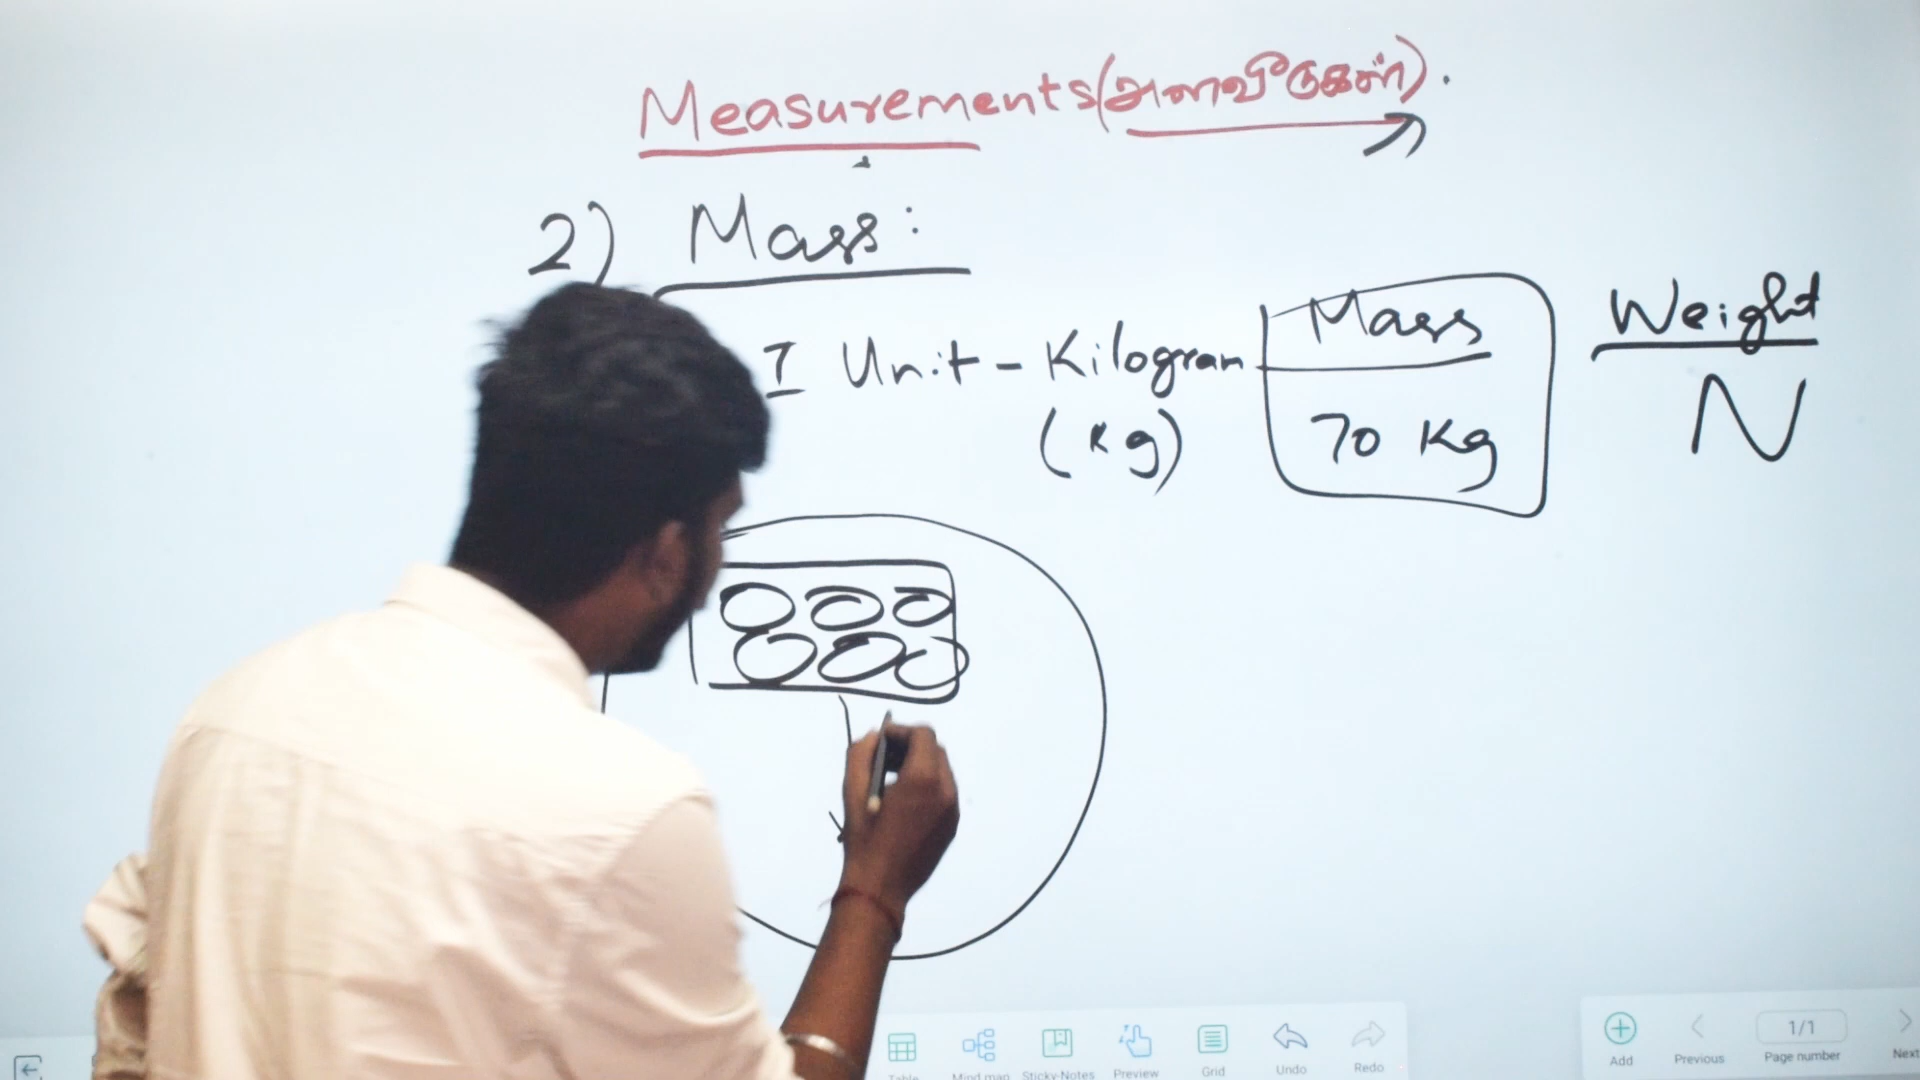 Measurements (அளவீடுகள்).
2) Mass:
I Unit - Kilogram
(kg)
Mass
70 Kg
Weight
N
Table
Mind map
Sticky-Notes
Preview
Grid
Undo
Redo
Add
Previous
1/1
Page number
Next